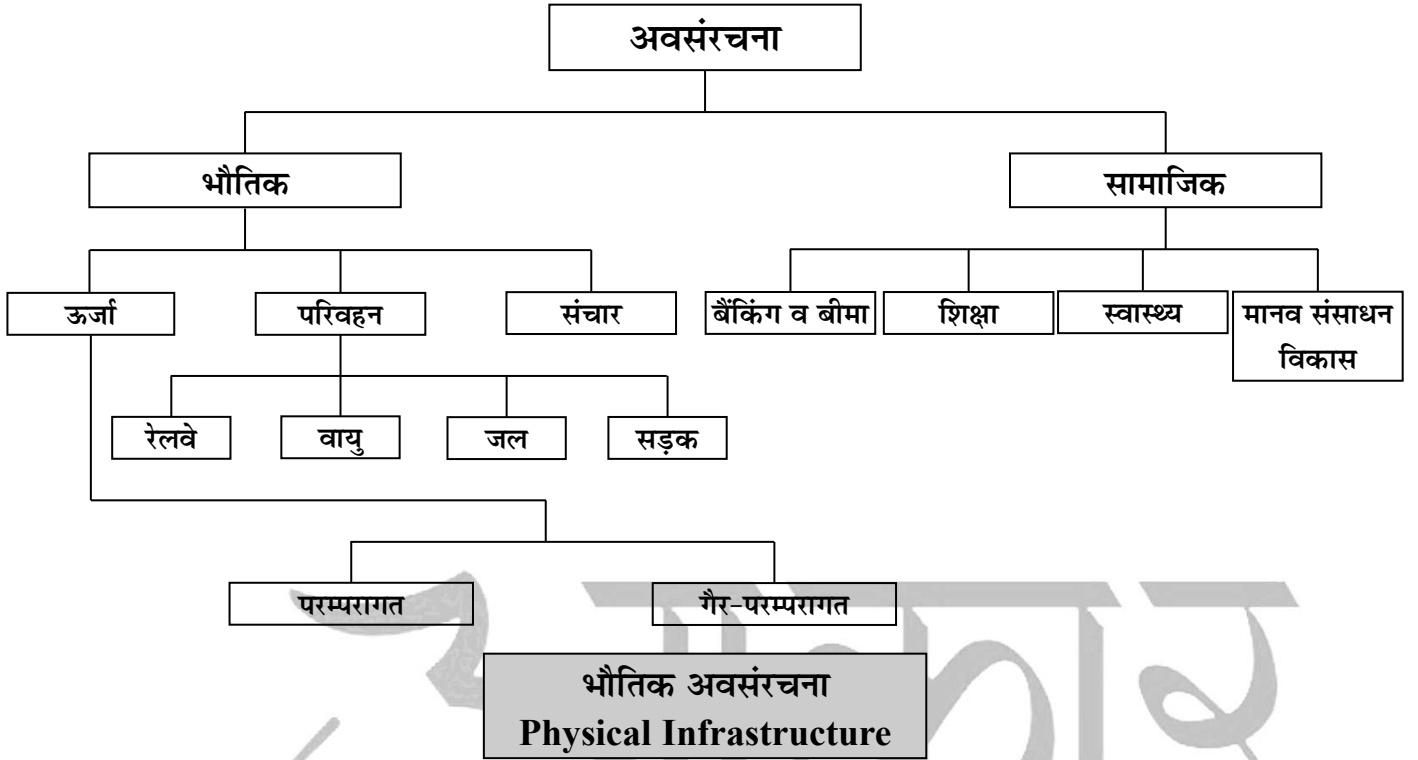 अवसंरचना
भौतिक
सामाजिक
ऊर्जा
परिवहन
संचार
बैंकिंग व बीमा
शिक्षा
स्वास्थ्य
मानव संसाधन
विकास
रेलवे
वायु
जल
सड़क
परम्परागत
गैर-परम्परागत
भौतिक अवसंरचना
Physical Infrastructure